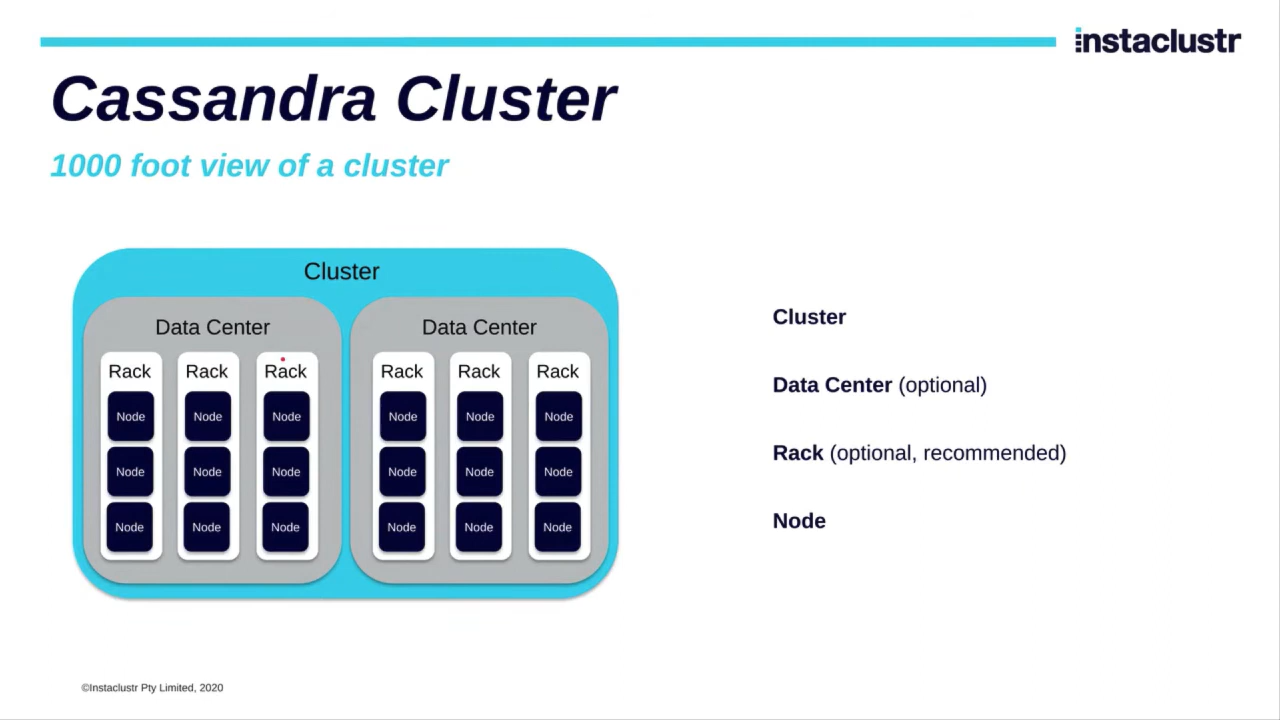 instaclustr
Cassandra Cluster
1000 foot view of a cluster
Cluster
Data Center Data Center
Rack Rack Rack Rack Rack Rack
Node Node Node Node Node Node
Node Node Node Node Node Node
Node Node Node Node Node Node
Cluster
Data Center (optional)
Rack (optional, recommended)
Node
©Instaclustr Pty Limited, 2020